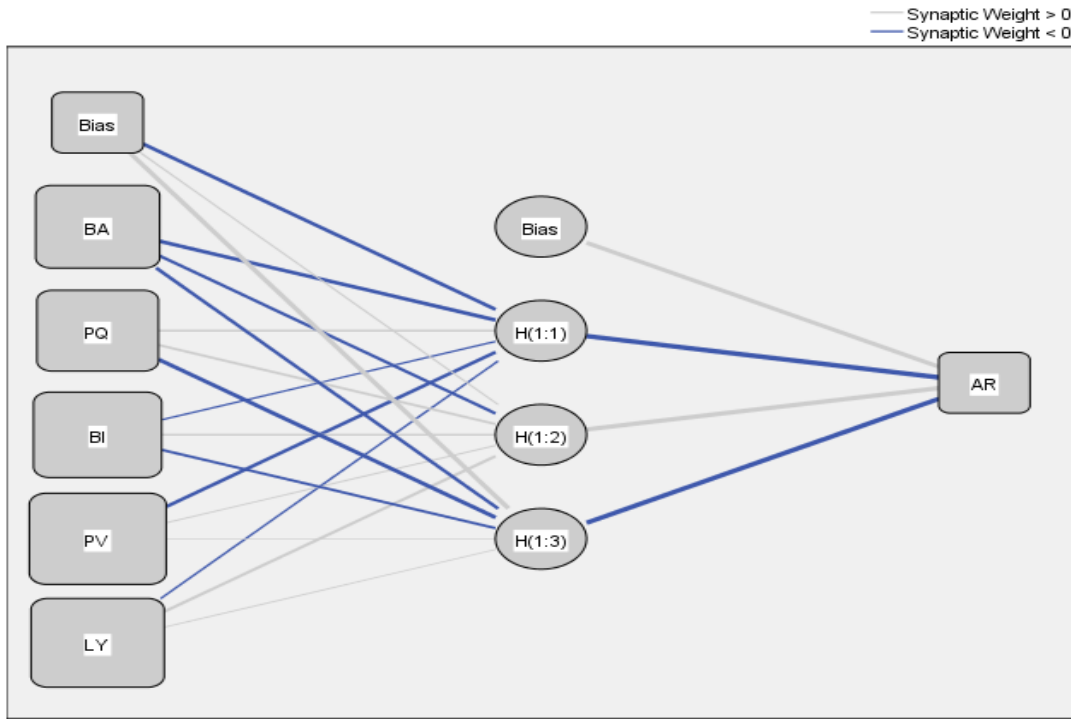 Synaptic Weight > 0
Synaptic Weight < 0
Bias
BA
PQ
BI
PV
LY
Bias
H(1:1)
H(1:2)
H(1:3)
AR